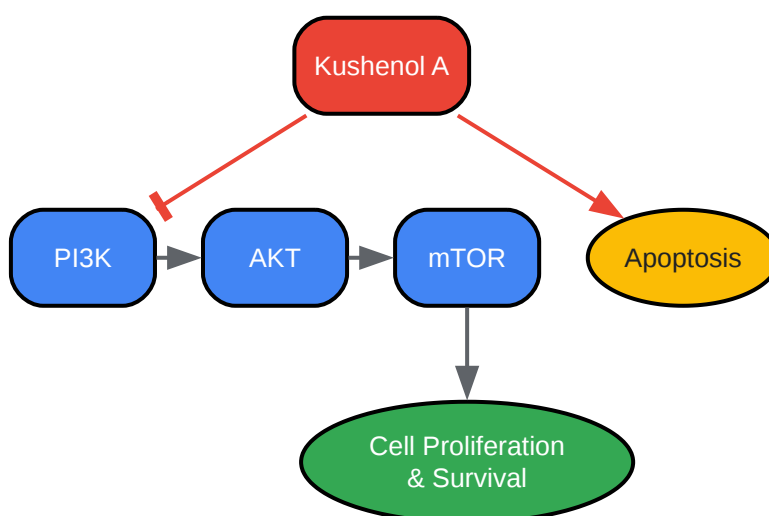 Kushenol A
PI3K
AKT
mTOR
Apoptosis
Cell Proliferation
& Survival